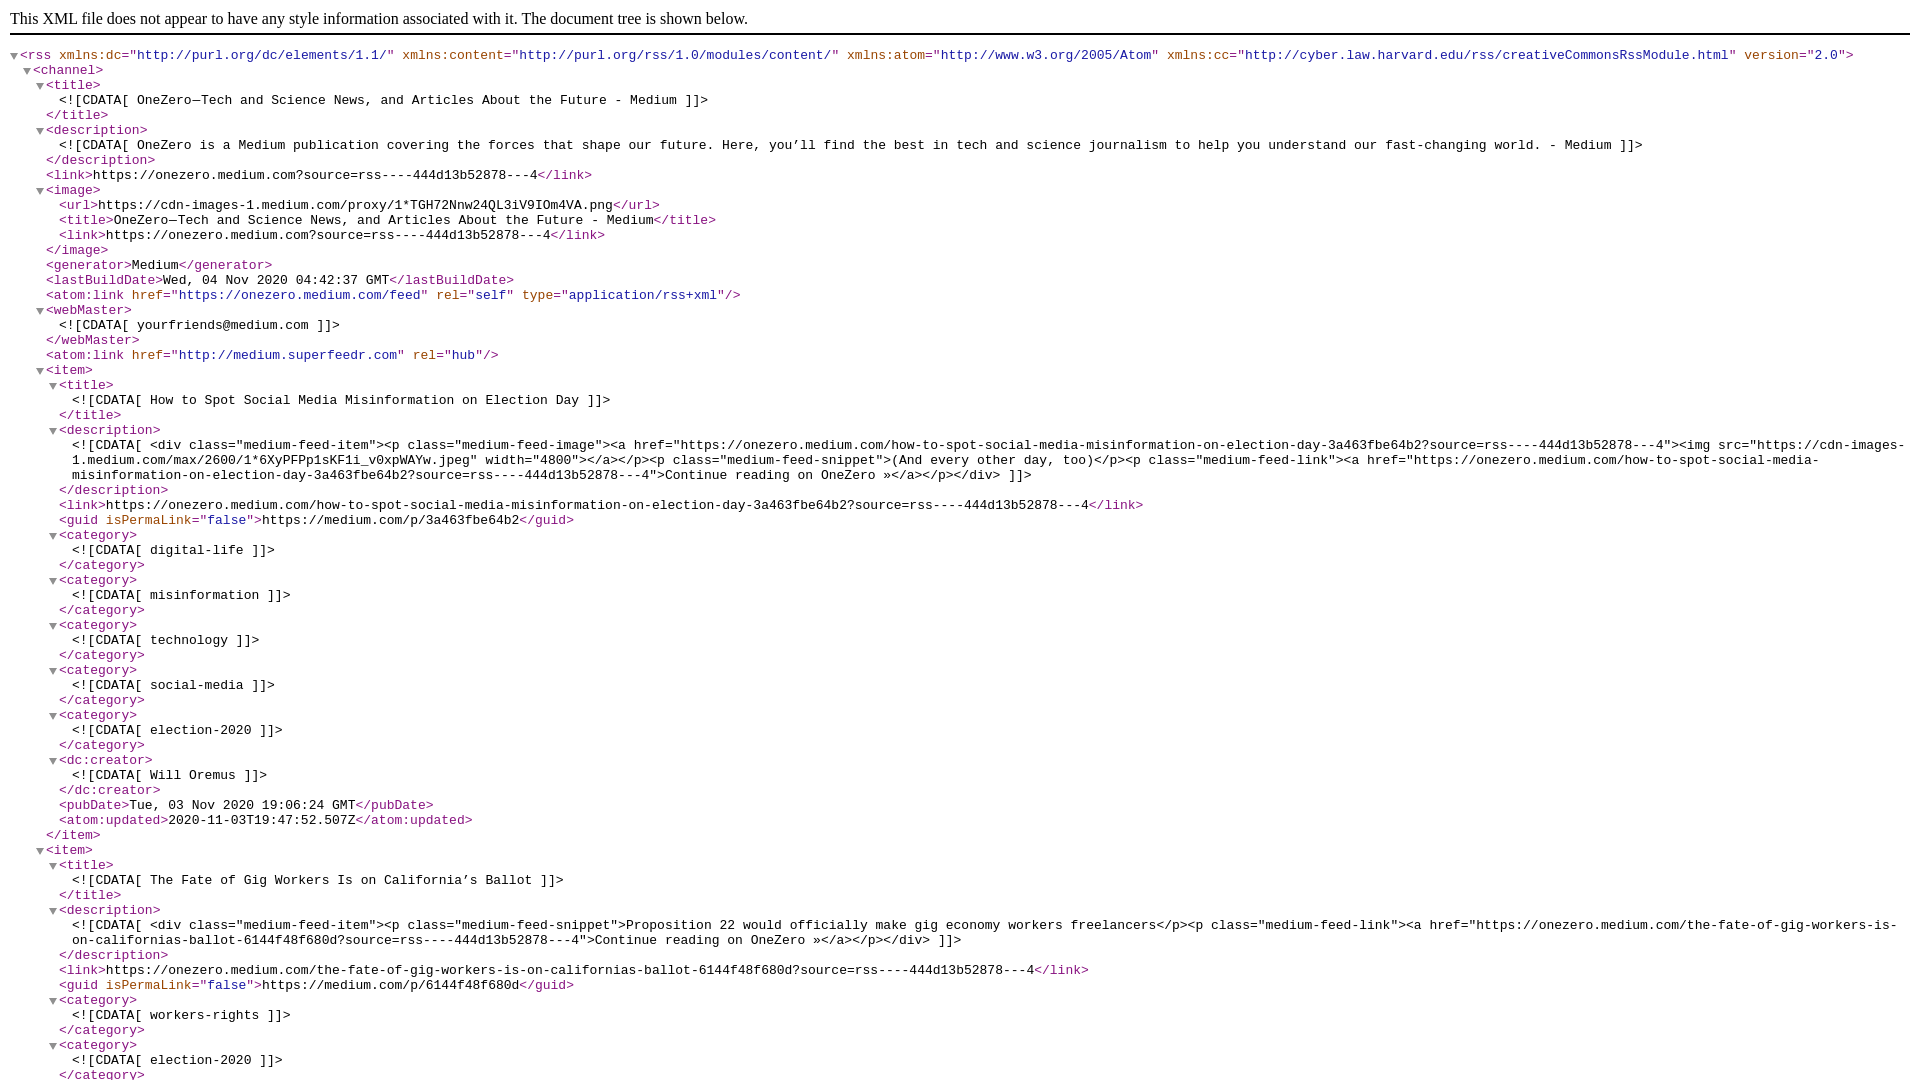 This XML file does not appear to have any style information associated with it. The document tree is shown below.
<rss xmlns:dc="http://purl.org/dc/elements/1.1/" xmlns:content="http://purl.org/rss/1.0/modules/content/" xmlns:atom="http://www.w3.org/2005/Atom" xmlns:cc="http://cyber.law.harvard.edu/rss/creativeCommonsRssModule.html" version="2.0">
<channel>
<title>
<![CDATA[ OneZero—Tech and Science News, and Articles About the Future - Medium ]]>
</title>
<description>
<![CDATA[ OneZero is a Medium publication covering the forces that shape our future. Here, you’ll find the best in tech and science journalism to help you understand our fast-changing world. - Medium ]]>
</description>
<link>https://onezero.medium.com?source=rss----444d13b52878---4</link>
<image>
<url>https://cdn-images-1.medium.com/proxy/1*TGH72Nnw24QL3iV9IOm4VA.png</url>
<title>OneZero—Tech and Science News, and Articles About the Future - Medium</title>
<link>https://onezero.medium.com?source=rss----444d13b52878---4</link>
</image>
<generator>Medium</generator>
<lastBuildDate>Wed, 04 Nov 2020 04:42:37 GMT</lastBuildDate>
<atom:link href="https://onezero.medium.com/feed" rel="self" type="application/rss+xml"/>
<webMaster>
<![CDATA[ yourfriends@medium.com ]]>
</webMaster>
<atom:link href="http://medium.superfeedr.com" rel="hub"/>
<item>
<title>
<![CDATA[ How to Spot Social Media Misinformation on Election Day ]]>
</title>
<description>
<![CDATA[ <div class="medium-feed-item"><p class="medium-feed-image"><a href="https://onezero.medium.com/how-to-spot-social-media-misinformation-on-election-day-3a463fbe64b2?source=rss----444d13b52878---4"><img src="https://cdn-images-
1.medium.com/max/2600/1*6XyPFPp1sKF1i_v0xpWAYw.jpeg" width="4800"></a></p><p class="medium-feed-snippet">(And every other day, too)</p><p class="medium-feed-link"><a href="https://onezero.medium.com/how-to-spot-social-media-
misinformation-on-election-day-3a463fbe64b2?source=rss----444d13b52878---4">Continue reading on OneZero »</a></p></div> ]]>
</description>
<link>https://onezero.medium.com/how-to-spot-social-media-misinformation-on-election-day-3a463fbe64b2?source=rss----444d13b52878---4</link>
<guid isPermaLink="false">https://medium.com/p/3a463fbe64b2</guid>
<category>
<![CDATA[ digital-life ]]>
</category>
<category>
<![CDATA[ misinformation ]]>
</category>
<category>
<![CDATA[ technology ]]>
</category>
<category>
<![CDATA[ social-media ]]>
</category>
<category>
<![CDATA[ election-2020 ]]>
</category>
<dc:creator>
<![CDATA[ Will Oremus ]]>
</dc:creator>
<pubDate>Tue, 03 Nov 2020 19:06:24 GMT</pubDate>
<atom:updated>2020-11-03T19:47:52.507Z</atom:updated>
</item>
<item>
<title>
<![CDATA[ The Fate of Gig Workers Is on California’s Ballot ]]>
</title>
<description>
<![CDATA[ <div class="medium-feed-item"><p class="medium-feed-snippet">Proposition 22 would officially make gig economy workers freelancers</p><p class="medium-feed-link"><a href="https://onezero.medium.com/the-fate-of-gig-workers-is-
on-californias-ballot-6144f48f680d?source=rss----444d13b52878---4">Continue reading on OneZero »</a></p></div> ]]>
</description>
<link>https://onezero.medium.com/the-fate-of-gig-workers-is-on-californias-ballot-6144f48f680d?source=rss----444d13b52878---4</link>
<guid isPermaLink="false">https://medium.com/p/6144f48f680d</guid>
<category>
<![CDATA[ workers-rights ]]>
</category>
<category>
<![CDATA[ election-2020 ]]>
</category>